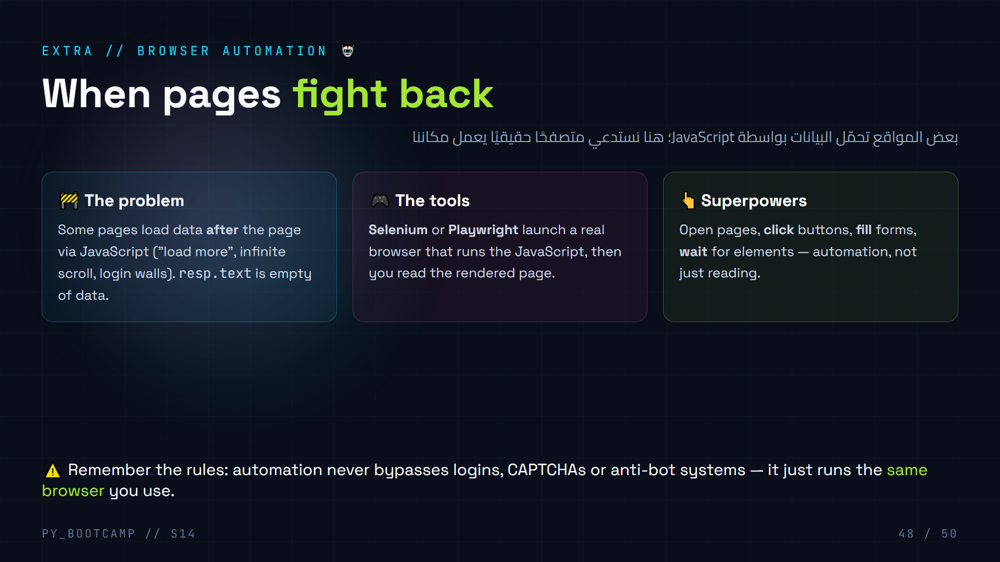 EXTRA // BROWSER AUTOMATION
When pages fight back
بعض المواقع تحمّل البيانات بواسطة JavaScript؛ هنا نستدعي متصفحًا حقيقيًا يعمل مكاننا
The problem
Some pages load data after the page
via JavaScript (”load more”, infinite
scroll, login walls). resp.text is empty
of data.
The tools
Selenium or Playwright launch a real
browser that runs the JavaScript, then
you read the rendered page.
Superpowers
Open pages, click buttons, fill forms,
wait for elements — automation, not
just reading.
Remember the rules: automation never bypasses logins, CAPTCHAs or anti-bot systems — it just runs the same
browser you use.
PY_BOOTCAMP // S14
48 / 50